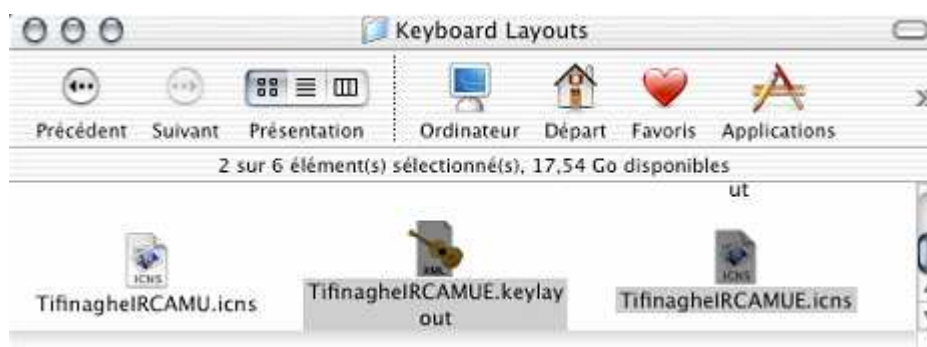 Keyboard Layouts
Précédent Suivant Présentation Ordinateur Départ Favoris Applications
2 sur 6 élément(s) sélectionné(s), 17,54 Go disponibles
ut
ICNS XML ICNS
TifinagheIRCAMU.icns TifinagheIRCAMUE.keylay TifinagheIRCAMUE.icns
out